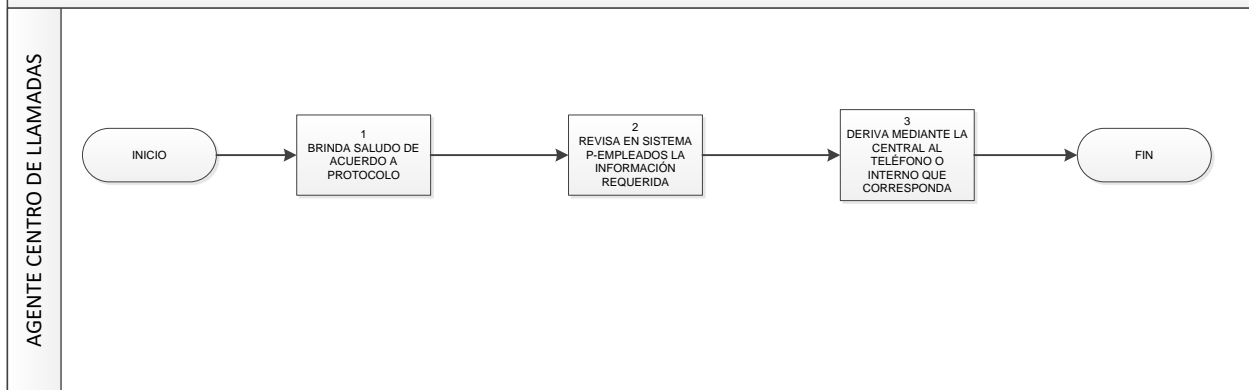 AGENTE CENTRO DE LLAMADAS
INICIO
1
BRINDA SALUDO DE
ACUERDO A
PROTOCOLO
2
REVISA EN SISTEMA
P-EMPLEADOS LA
INFORMACIÓN
REQUERIDA
3
DERIVA MEDIANTE LA
CENTRAL AL
TELÉFONO O
INTERNO QUE
CORRESPONDA
FIN